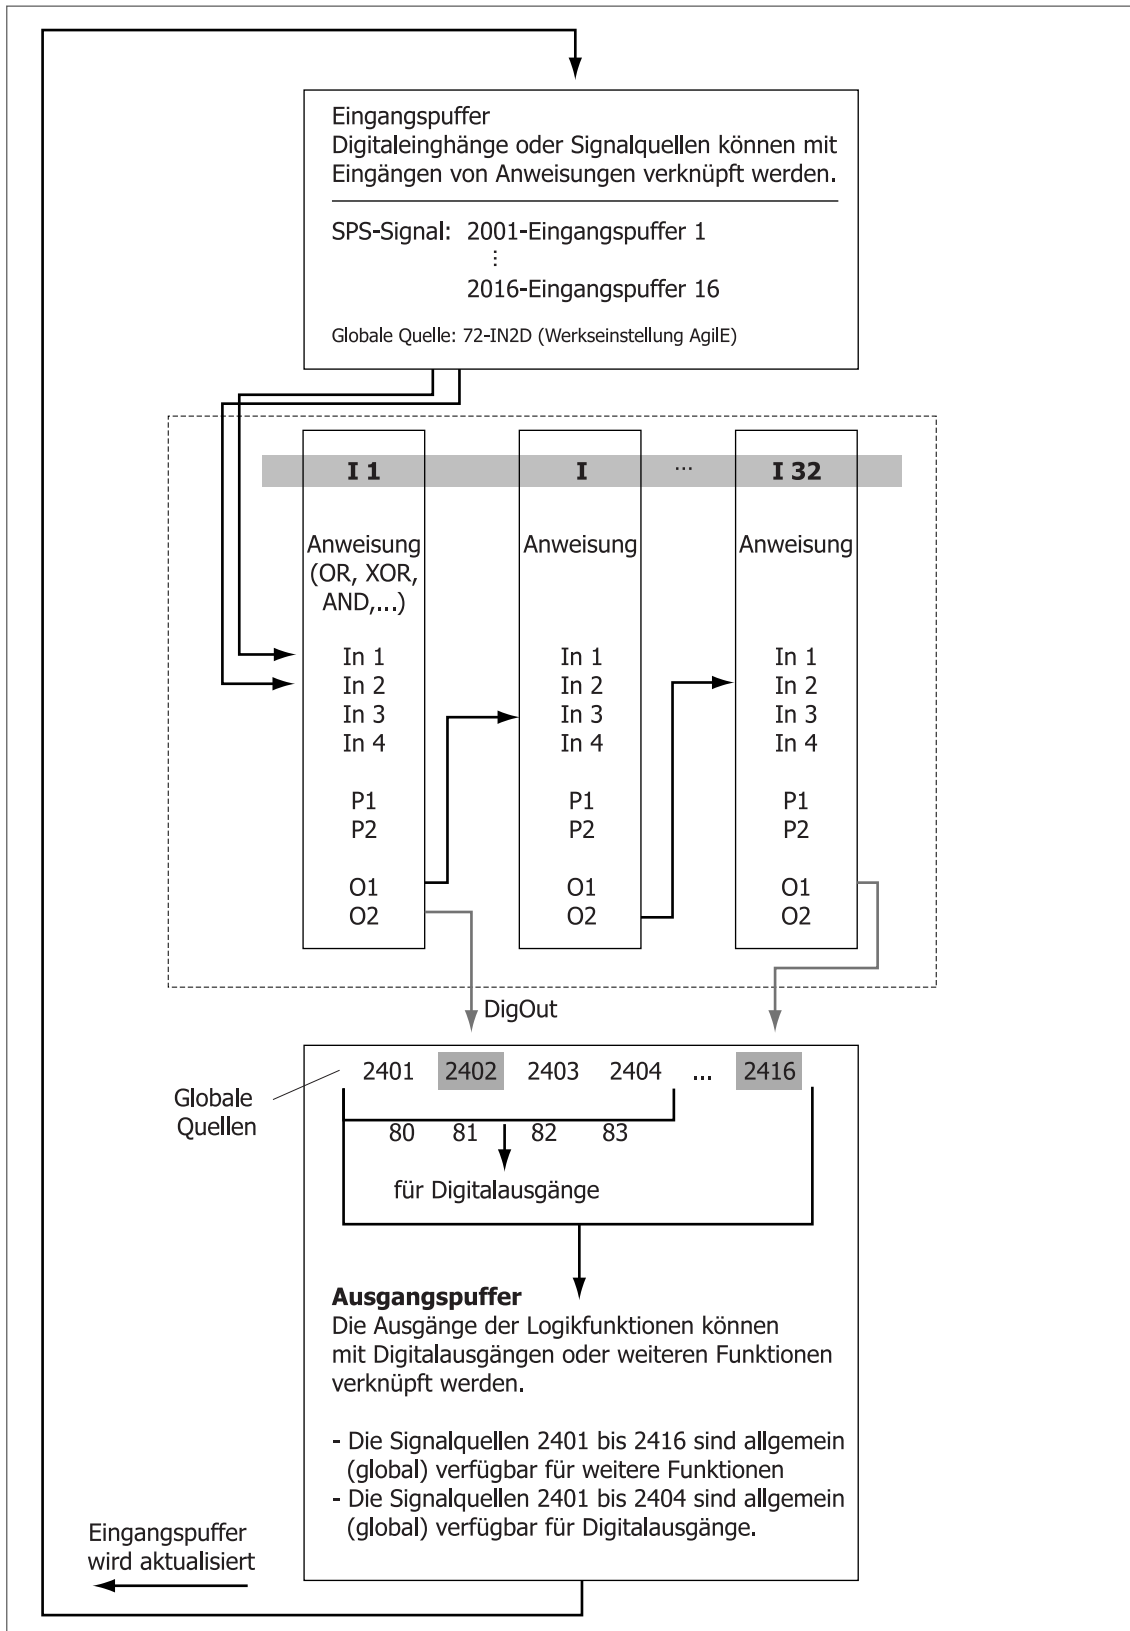 Eingangspuffer
Digitaleinghänge oder Signalquellen können mit
Eingängen von Anweisungen verknüpft werden.
SPS-Signal: 2001-Eingangspuffer 1
⋮
2016-Eingangspuffer 16
Globale Quelle: 72-IN2D (Werkseinstellung AgilE)
I 1 I ... I 32
Anweisung
(OR, XOR,
AND,...)
In 1
In 2
In 3
In 4
P1
P2
O1
O2
Anweisung
In 1
In 2
In 3
In 4
P1
P2
O1
O2
Anweisung
In 1
In 2
In 3
In 4
P1
P2
O1
O2
DigOut
Globale
Quellen
2401 2402 2403 2404 ... 2416
80 81 82 83
für Digitalausgänge
Ausgangspuffer
Die Ausgänge der Logikfunktionen können
mit Digitalausgängen oder weiteren Funktionen
verknüpft werden.
- Die Signalquellen 2401 bis 2416 sind allgemein
(global) verfügbar für weitere Funktionen
- Die Signalquellen 2401 bis 2404 sind allgemein
(global) verfügbar für Digitalausgänge.
Eingangspuffer
wird aktualisiert